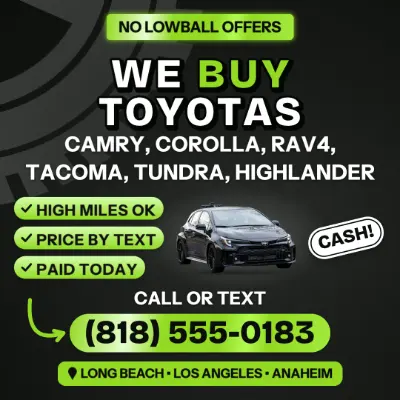 NO LOWBALL OFFERS
WE BUY
TOYOTAS
CAMRY, COROLLA, RAV4,
TACOMA, TUNDRA, HIGHLANDER
HIGH MILES OK
PRICE BY TEXT
PAID TODAY
CASH!
CALL OR TEXT
(818) 555-0183
LONG BEACH • LOS ANGELES • ANAHEIM